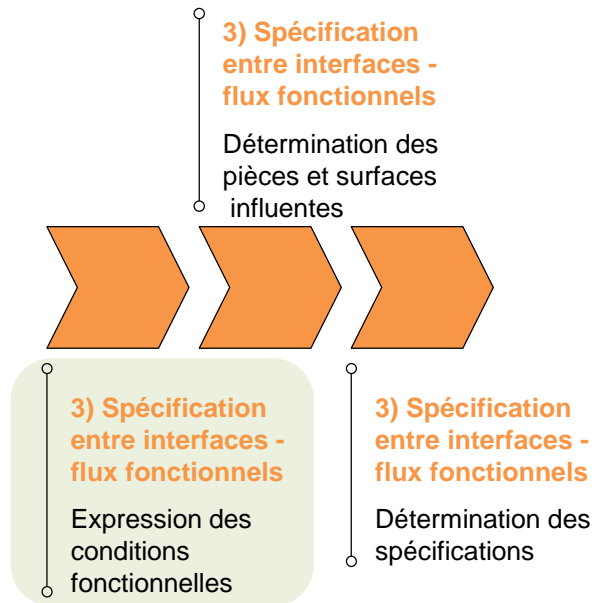 3) Spécification
entre interfaces -
flux fonctionnels
Détermination des
pièces et surfaces
influentes
3) Spécification
entre interfaces -
flux fonctionnels
Expression des
conditions
fonctionnelles
3) Spécification
entre interfaces -
flux fonctionnels
Détermination des
spécifications